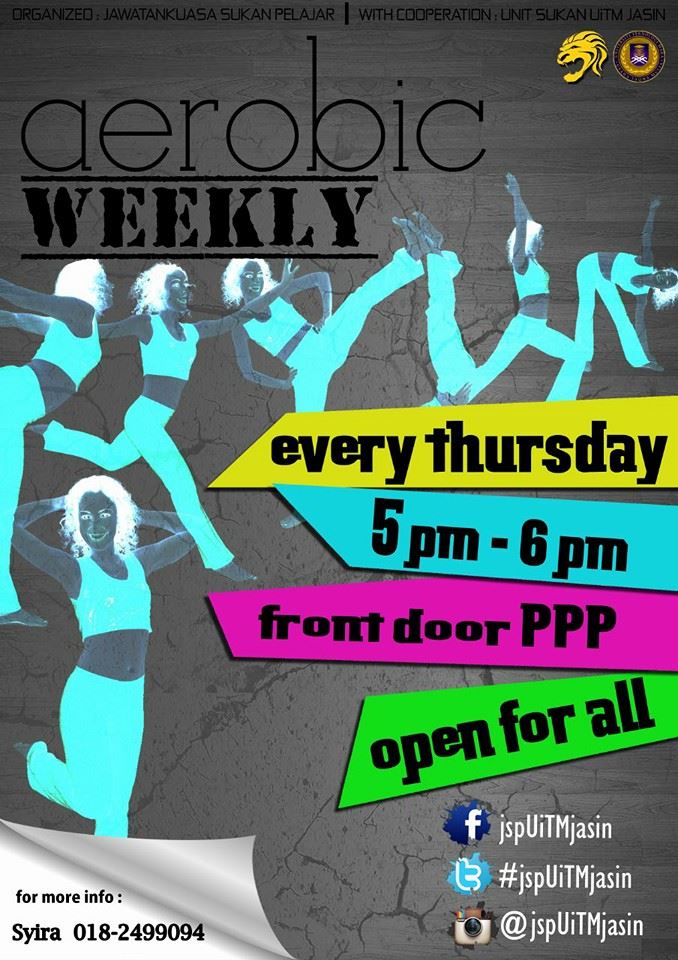 ORGANIZED : JAWATANKUASA SUKAN PELAJAR | WITH COOPERATION : UNIT SUKAN UiTM JASIN
aerobic
WEEKLY
every thursday
5 pm - 6 pm
front door PPP
open for all
jspUiTMjasin
#jspUiTMjasin
@jspUiTMjasin
for more info :
Syira 018-2499094